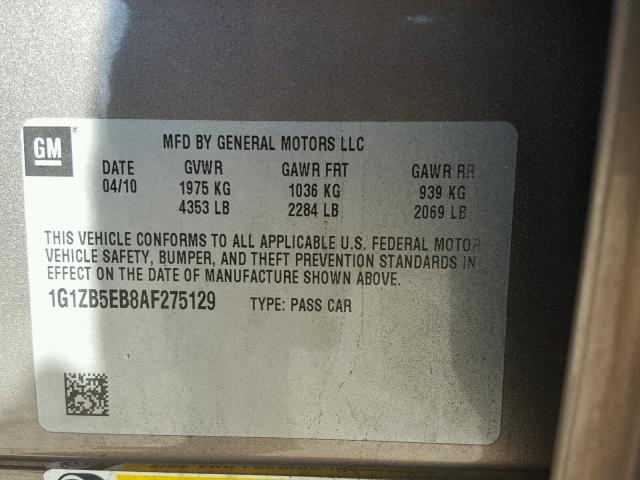 GM ®
MFD BY GENERAL MOTORS LLC
DATE GVWR GAWR FRT GAWR RR
04/10 1975 KG 1036 KG 939 KG
4353 LB 2284 LB 2069 LB
THIS VEHICLE CONFORMS TO ALL APPLICABLE U.S. FEDERAL MOTOR
VEHICLE SAFETY, BUMPER, AND THEFT PREVENTION STANDARDS IN
EFFECT ON THE DATE OF MANUFACTURE SHOWN ABOVE.
1G1ZB5EB8AF275129 TYPE: PASS CAR